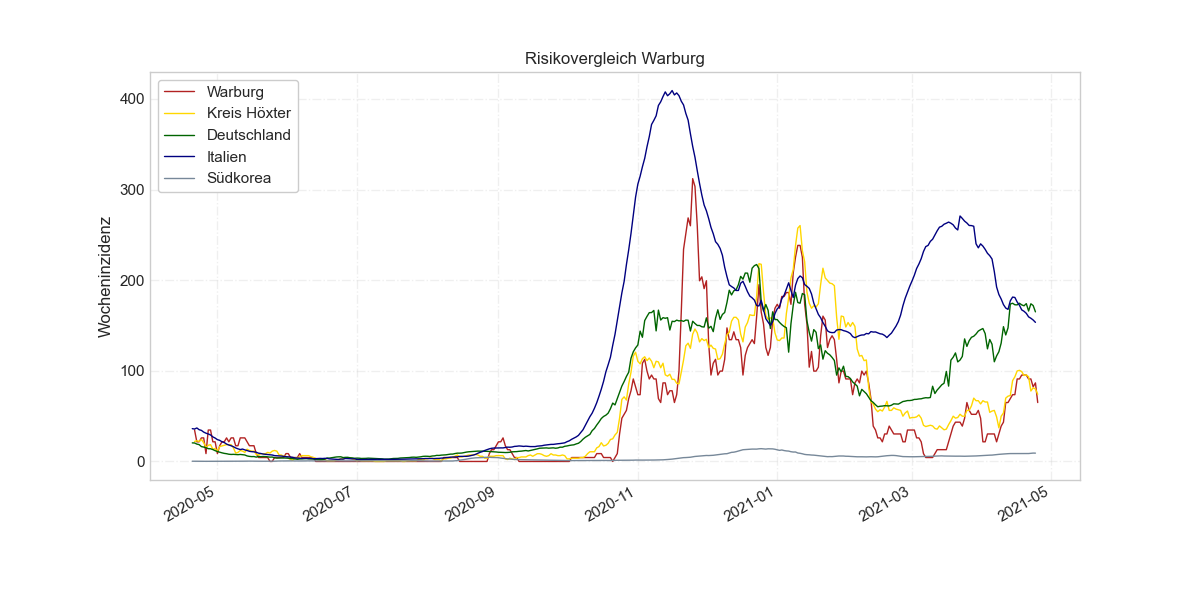 Risikovergleich Warburg
Wocheninzidenz
400
300
200
100
0
Warburg
Kreis Höxter
Deutschland
Italien
Südkorea
2020-05
2020-07
2020-09
2020-11
2021-01
2021-03
2021-05